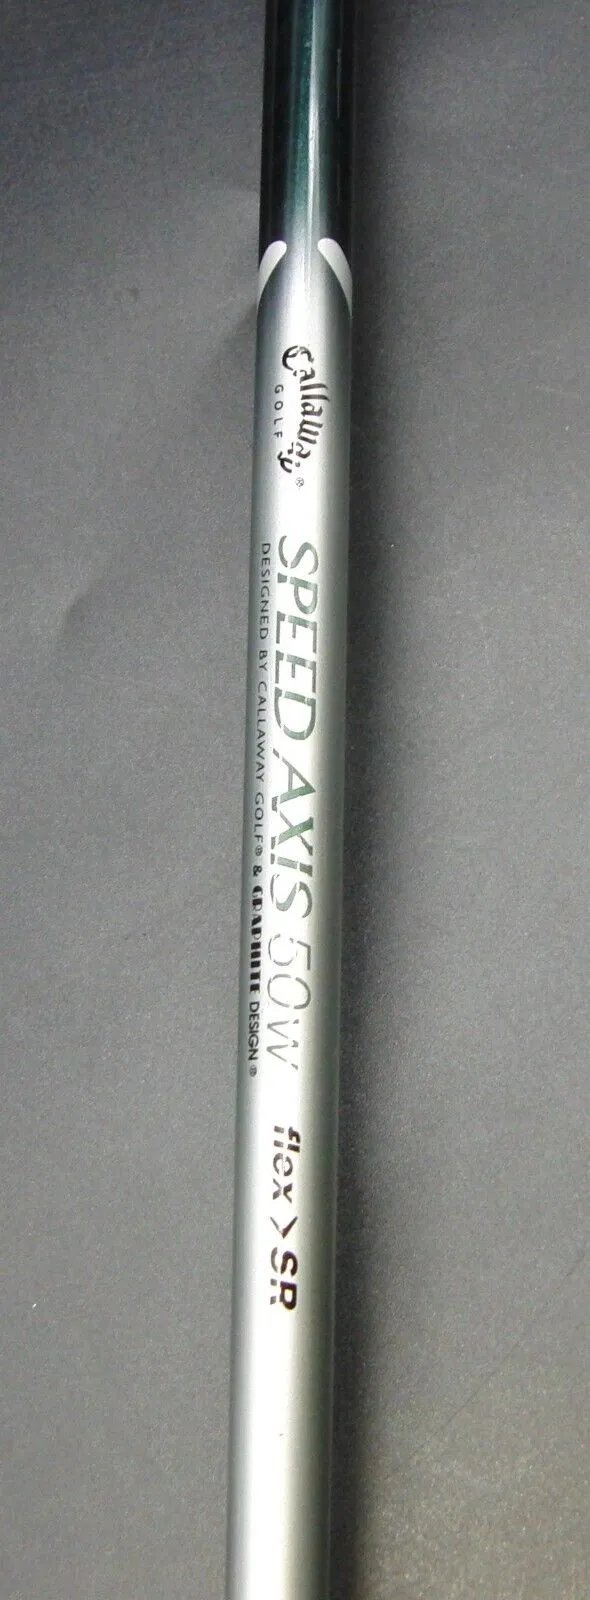 Callaway
GOLF ®
SPEED AXIS 50W
DESIGNED BY CALLAWAY GOLF® & GRAPHITE DESIGN®
flex > SR